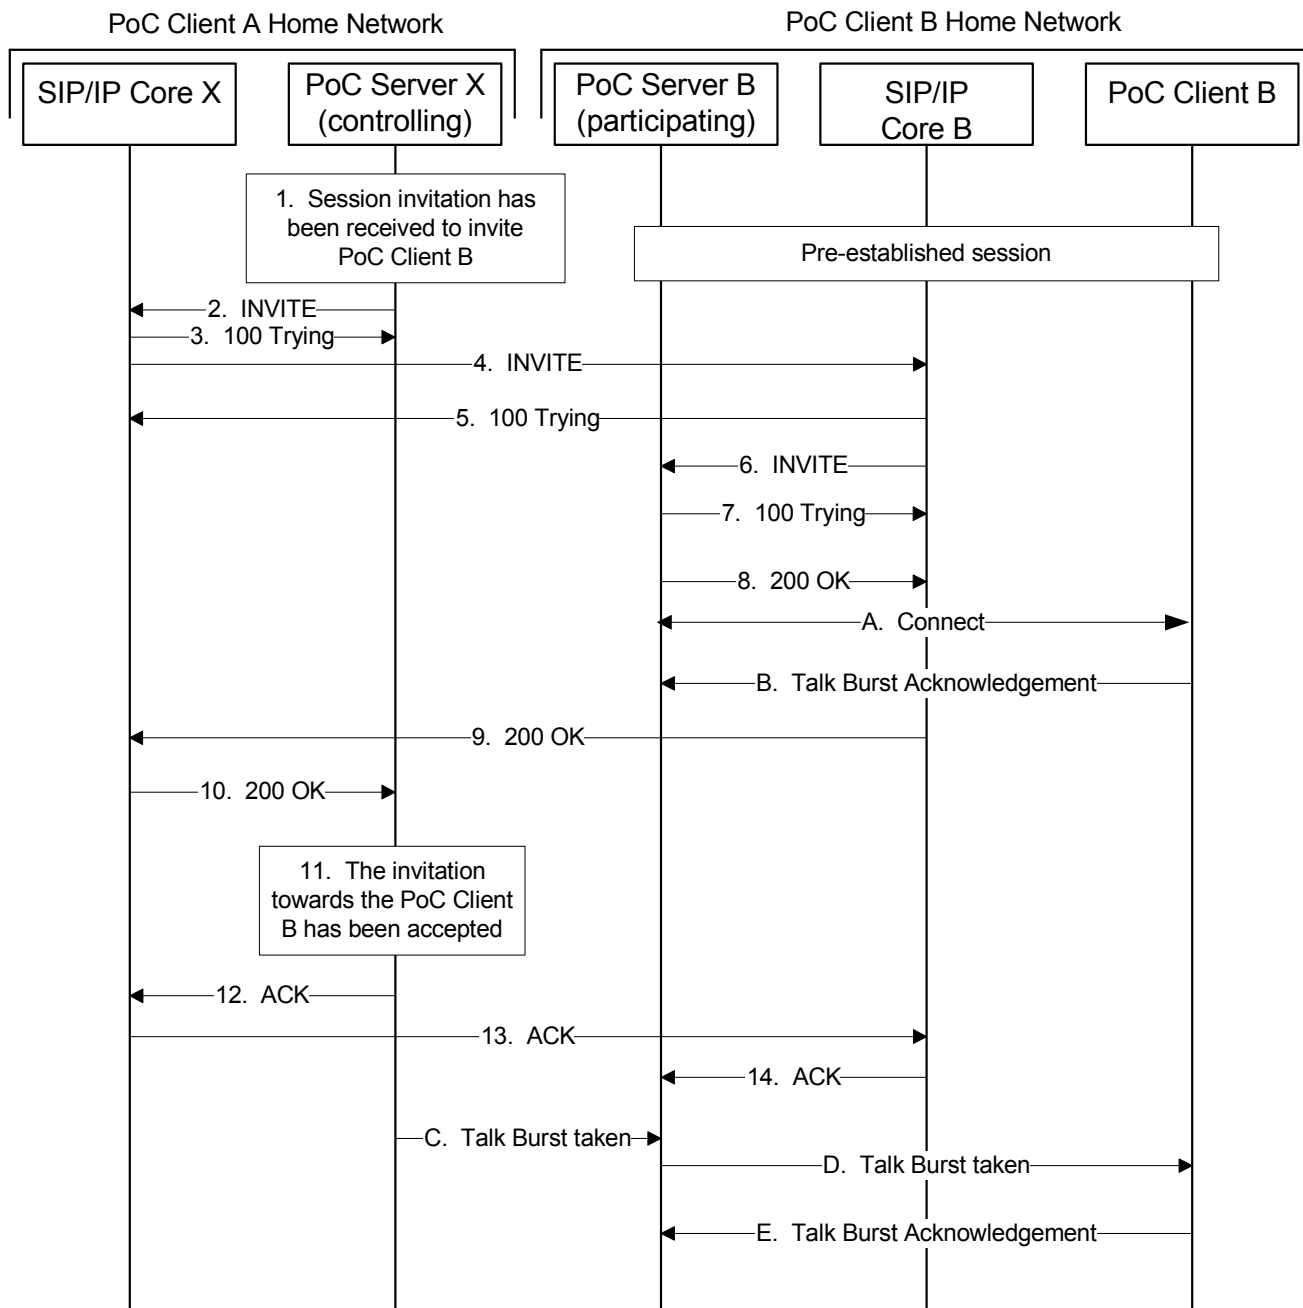 PoC Client A Home Network
PoC Client B Home Network
SIP/IP Core X
PoC Server X
(controlling)
PoC Server B
(participating)
SIP/IP
Core B
PoC Client B
1. Session invitation has
been received to invite
PoC Client B
Pre-established session
2. INVITE
3. 100 Trying
4. INVITE
5. 100 Trying
6. INVITE
7. 100 Trying
8. 200 OK
A. Connect
B. Talk Burst Acknowledgement
9. 200 OK
10. 200 OK
11. The invitation
towards the PoC Client
B has been accepted
12. ACK
13. ACK
14. ACK
C. Talk Burst taken
D. Talk Burst taken
E. Talk Burst Acknowledgement